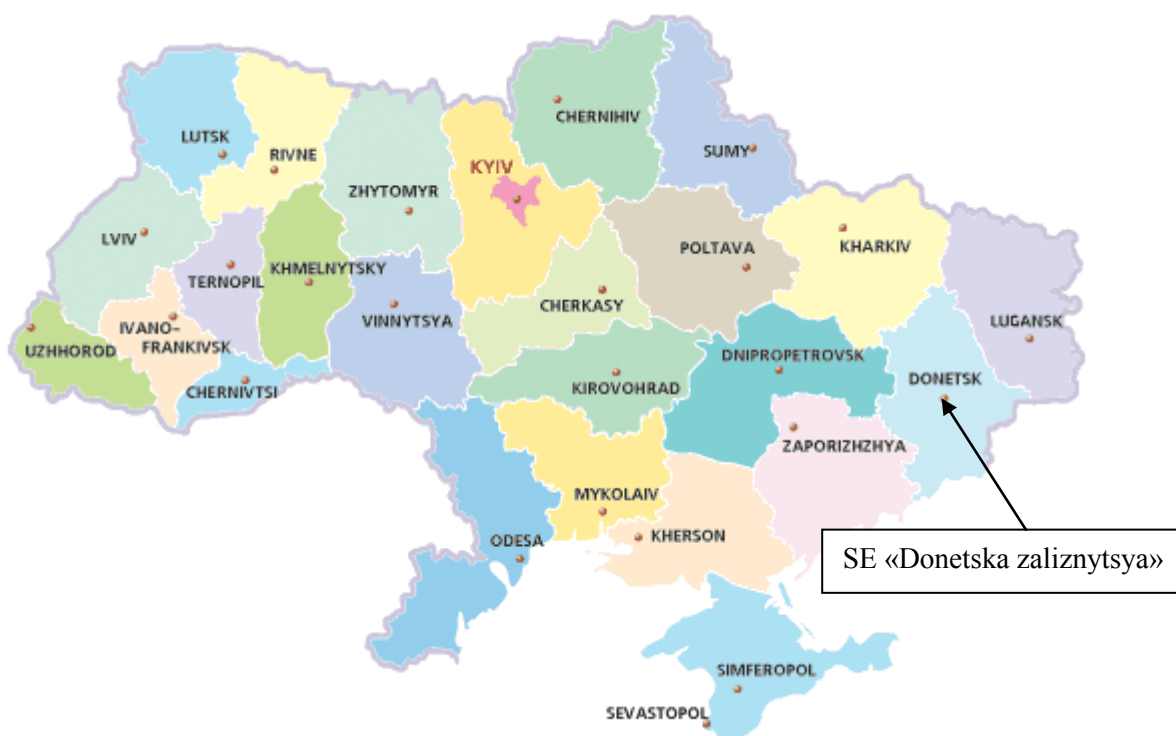 CHERNIHIV
LUTSK
SUMY
RIVNE
KYIV
ZHYTOMYR
LVIV
POLTAVA
KHARKIV
KHMELNYTSKY
TERNOPIL
CHERKASY
VINNYTSYA
LUGANSK
IVANO-
FRANKIVSK
UZHHOROD
DNIPROPETROVSK
DONETSK
CHERNIVTSI
KIROVOHRAD
ZAPORIZHZHYA
MYKOLAIV
KHERSON
ODESA
SE «Donetska zaliznytsya»
SIMFEROPOL
SEVASTOPOL